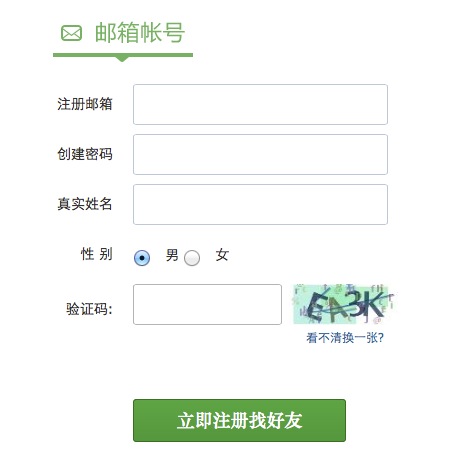 邮箱帐号
注册邮箱
创建密码
真实姓名
性 别 男 女
验证码: EA3K
看不清换一张?
立即注册找好友